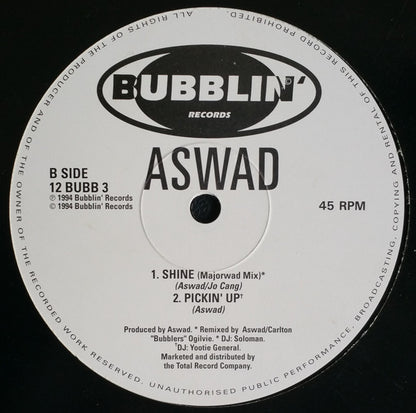 ALL RIGHTS OF THE PRODUCER AND OF THE OWNER OF THE RECORDED WORK RESERVED. UNAUTHORISED PUBLIC PERFORMANCE, BROADCASTING, COPYING AND RENTAL OF THIS RECORD PROHIBITED.
BUBBLIN'
RECORDS
ASWAD
B SIDE
12 BUBB 3
℗ 1994 Bubblin' Records
© 1994 Bubblin' Records
45 RPM
1. SHINE (Majorwad Mix)*
(Aswad/Jo Cang)
2. PICKIN' UP†
(Aswad)
Produced by Aswad. * Remixed by Aswad/Carlton
"Bubblers" Ogilvie. * DJ: Soloman.
†DJ: Yootie General.
Marketed and distributed by
the Total Record Company.